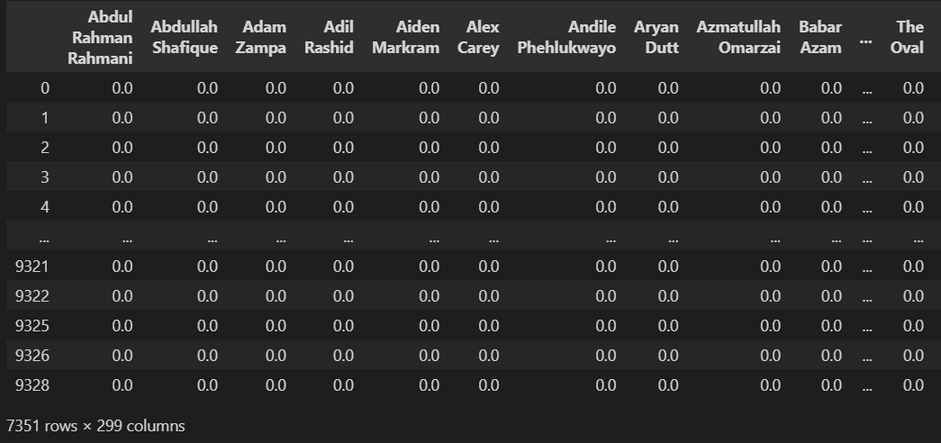 Abdul Rahman Rahmani Abdullah Shafique Adam Zampa Adil Rashid Aiden Markram Alex Carey Andile Phehlukwayo Aryan Dutt Azmatullah Omarzai Babar Azam ... The Oval
0 0.0 0.0 0.0 0.0 0.0 0.0 0.0 0.0 0.0 0.0 ... 0.0
1 0.0 0.0 0.0 0.0 0.0 0.0 0.0 0.0 0.0 0.0 ... 0.0
2 0.0 0.0 0.0 0.0 0.0 0.0 0.0 0.0 0.0 0.0 ... 0.0
3 0.0 0.0 0.0 0.0 0.0 0.0 0.0 0.0 0.0 0.0 ... 0.0
4 0.0 0.0 0.0 0.0 0.0 0.0 0.0 0.0 0.0 0.0 ... 0.0
... ... ... ... ... ... ... ... ... ... ... ... ...
9321 0.0 0.0 0.0 0.0 0.0 0.0 0.0 0.0 0.0 0.0 ... 0.0
9322 0.0 0.0 0.0 0.0 0.0 0.0 0.0 0.0 0.0 0.0 ... 0.0
9325 0.0 0.0 0.0 0.0 0.0 0.0 0.0 0.0 0.0 0.0 ... 0.0
9326 0.0 0.0 0.0 0.0 0.0 0.0 0.0 0.0 0.0 0.0 ... 0.0
9328 0.0 0.0 0.0 0.0 0.0 0.0 0.0 0.0 0.0 0.0 ... 0.0
7351 rows × 299 columns